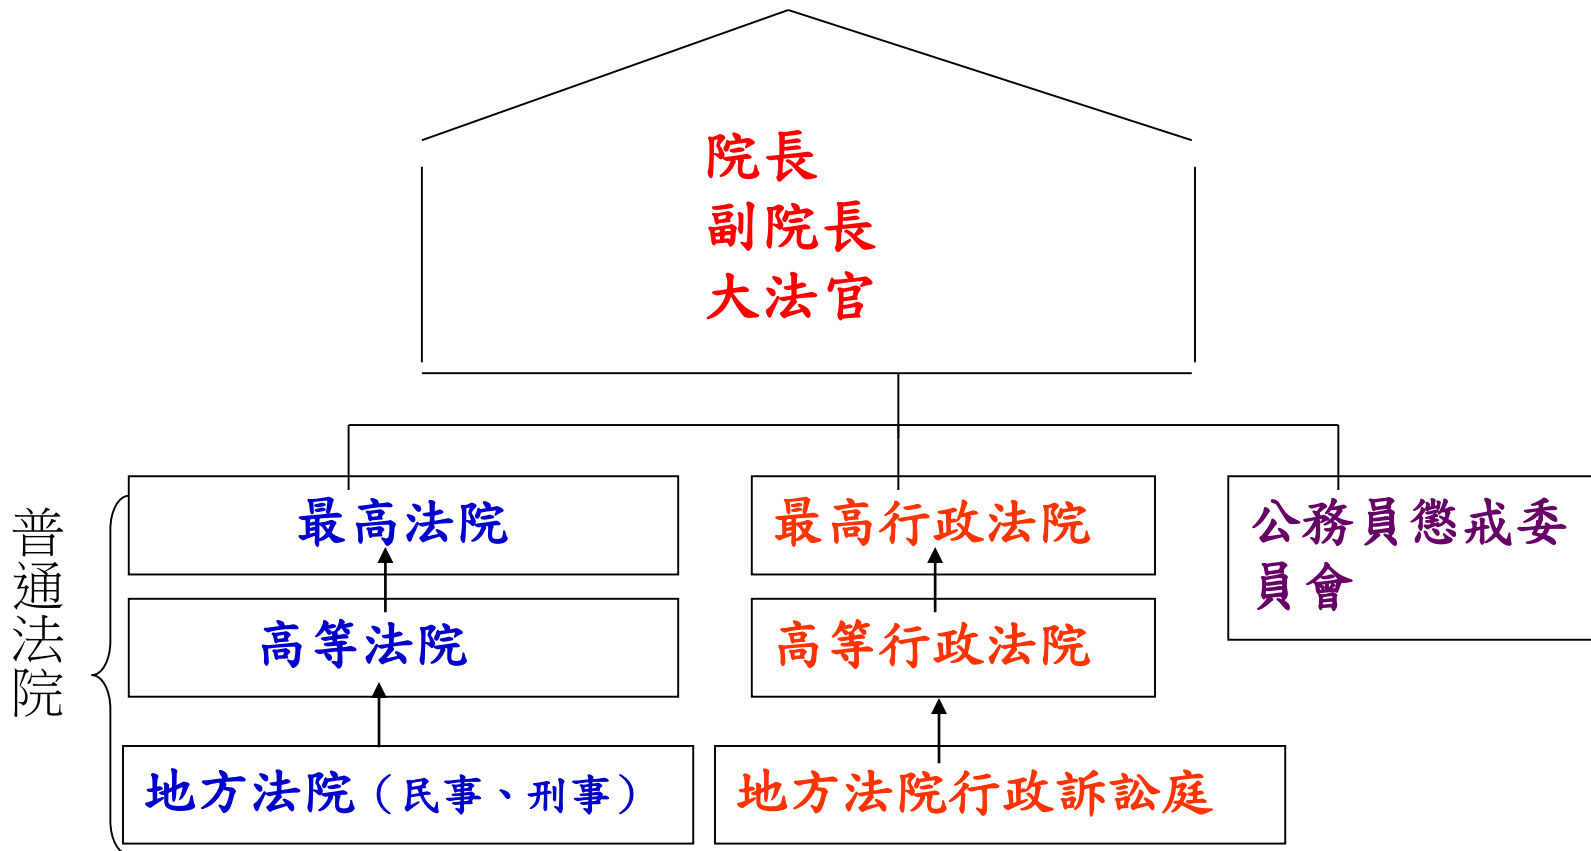 院長
副院長
大法官
普通法院
最高法院
最高行政法院
公務員懲戒委
員會
高等法院
高等行政法院
地方法院（民事、刑事）
地方法院行政訴訟庭